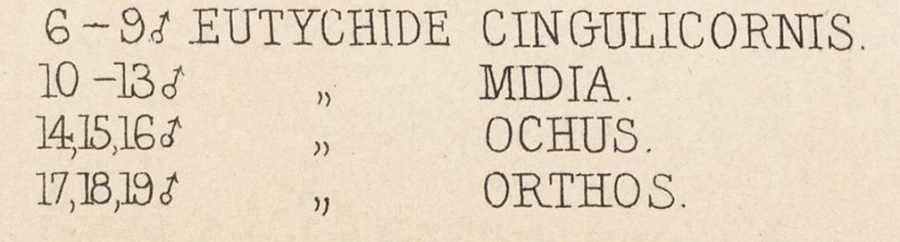 6–9♂ EUTYCHIDE CINGULICORNIS.
10–13♂ „ MIDIA.
14,15,16♂ „ OCHUS.
17,18,19♂ „ ORTHOS.